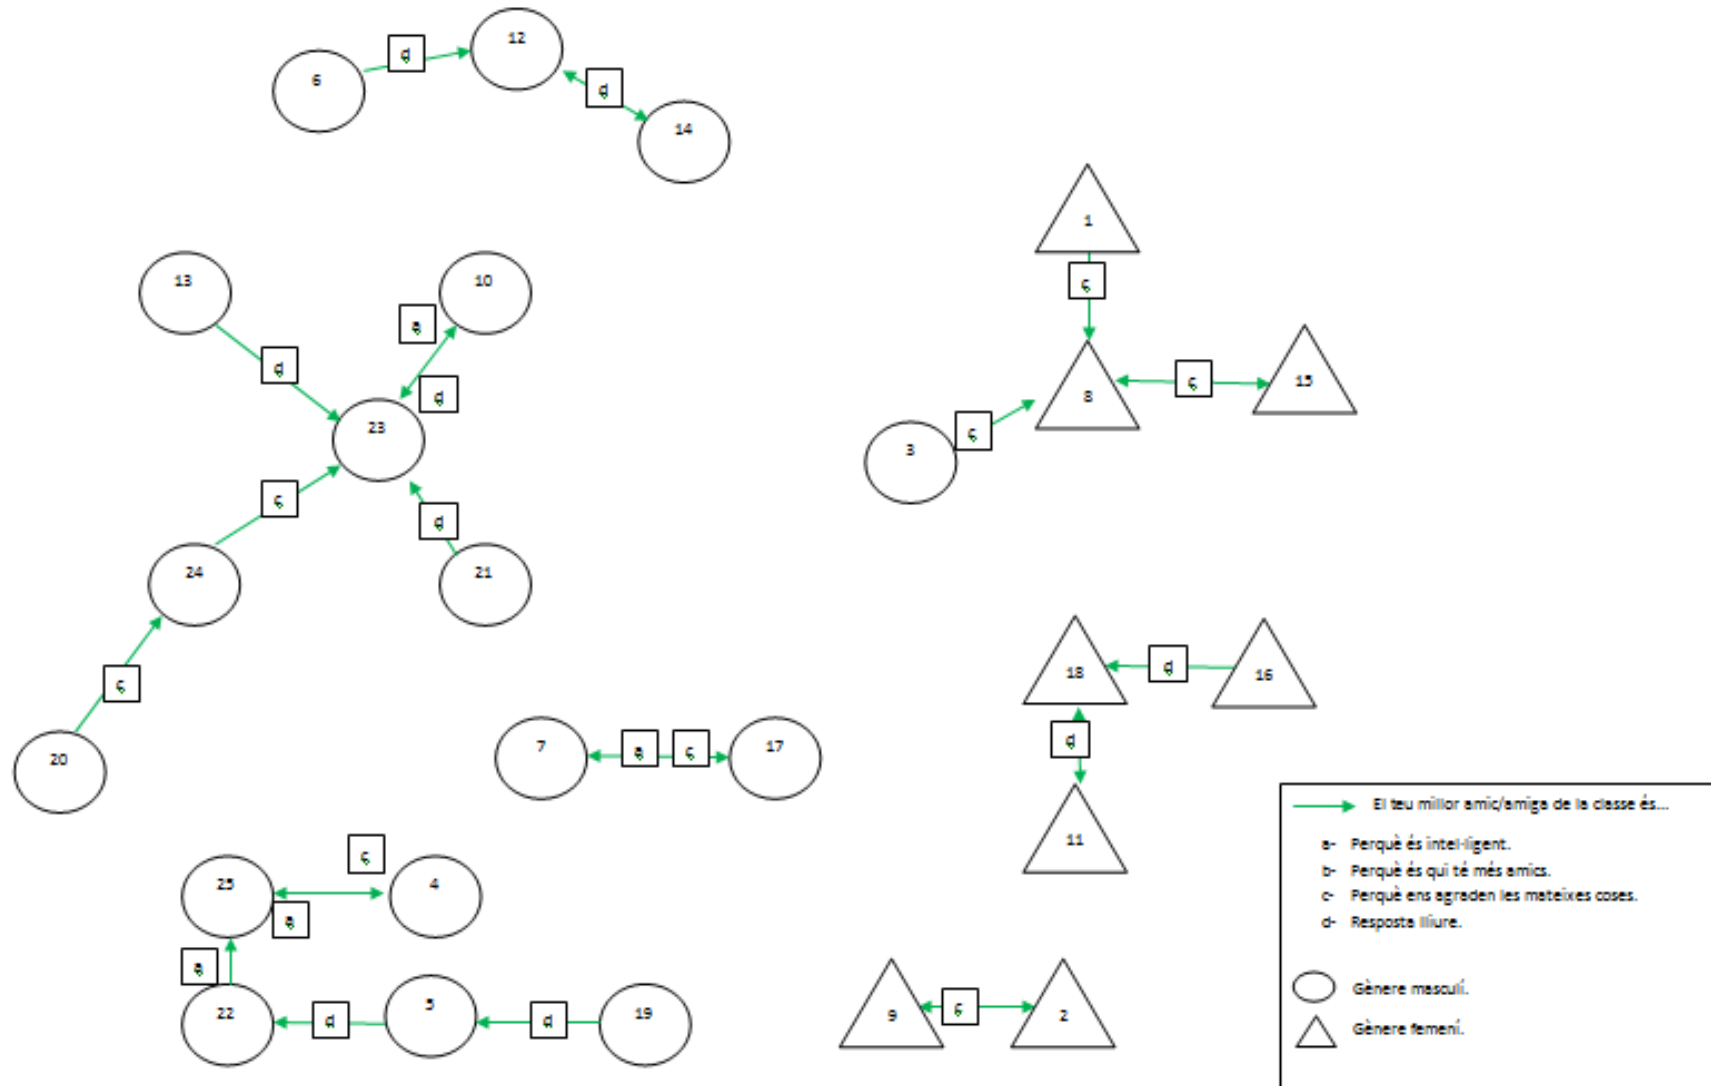 12
d
6
d
14
1
13
10
c
a
d
15
d
c
8
23
3
c
c
d
24
21
18
16
d
c
d
7
a
c
17
20
El teu millor amic/amiga de la classe és...
11
a- Perquè és intel·ligent.
c
b- Perquè és qui té més amics.
25
4
c- Perquè ens agraden les mateixes coses.
a
d- Resposta lliure.
a
Gènere masculí.
22
d
5
d
19
9
c
2
Gènere femení.